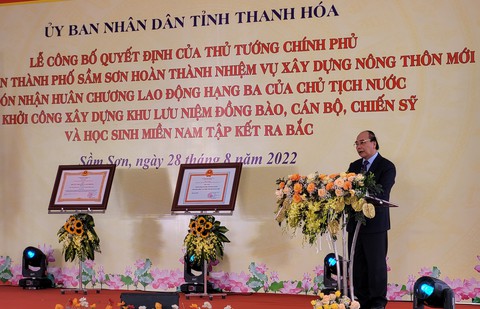 ỦY BAN NHÂN DÂN TỈNH THANH HÓA
LỄ CÔNG BỐ QUYẾT ĐỊNH CỦA THỦ TƯỚNG CHÍNH PHỦ
THÀNH PHỐ SẦM SƠN HOÀN THÀNH NHIỆM VỤ XÂY DỰNG NÔNG THÔN MỚI
ÓN NHẬN HUÂN CHƯƠNG LAO ĐỘNG HẠNG BA CỦA CHỦ TỊCH NƯỚC
KHỞI CÔNG XÂY DỰNG KHU LƯU NIỆM ĐỒNG BÀO, CÁN BỘ, CHIẾN SỸ
VÀ HỌC SINH MIỀN NAM TẬP KẾT RA BẮC
Sầm Sơn, ngày 28 tháng 8 năm 2022